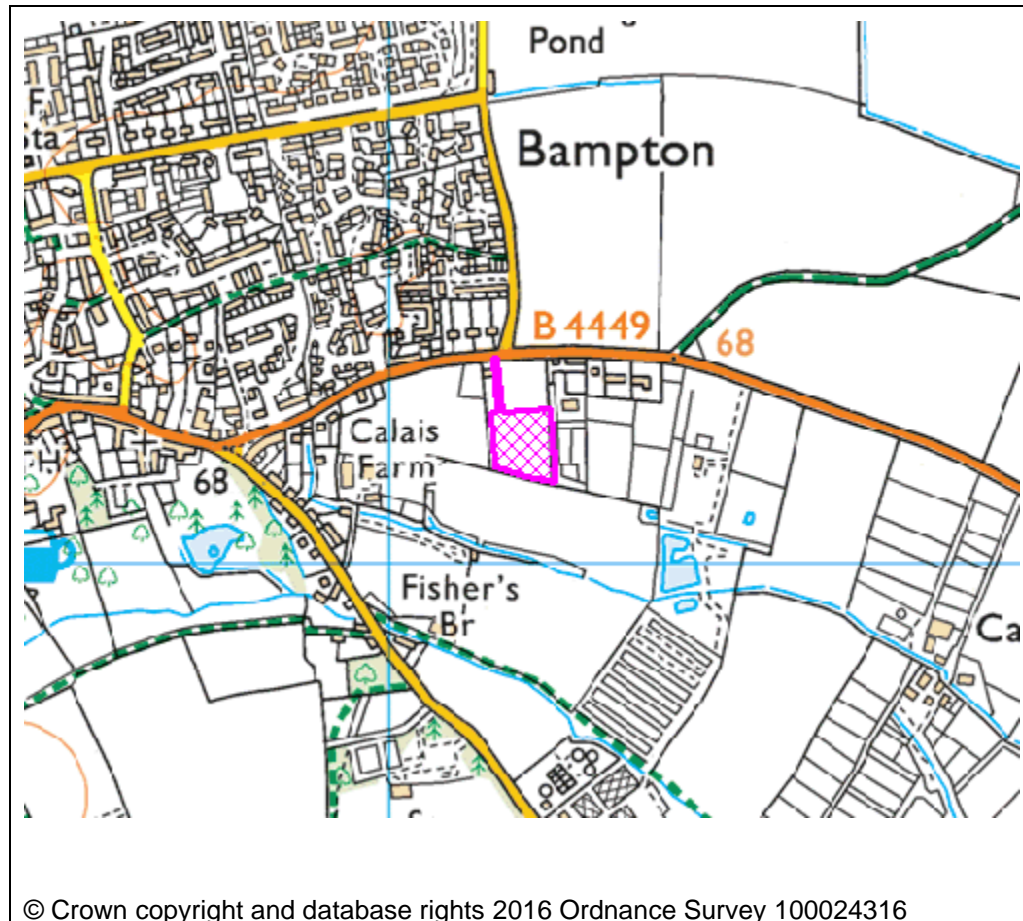 Pond
F
sta
Bampton
B 4449
68
Calais
Farm
68
Fisher's
Br
Ca
© Crown copyright and database rights 2016 Ordnance Survey 100024316